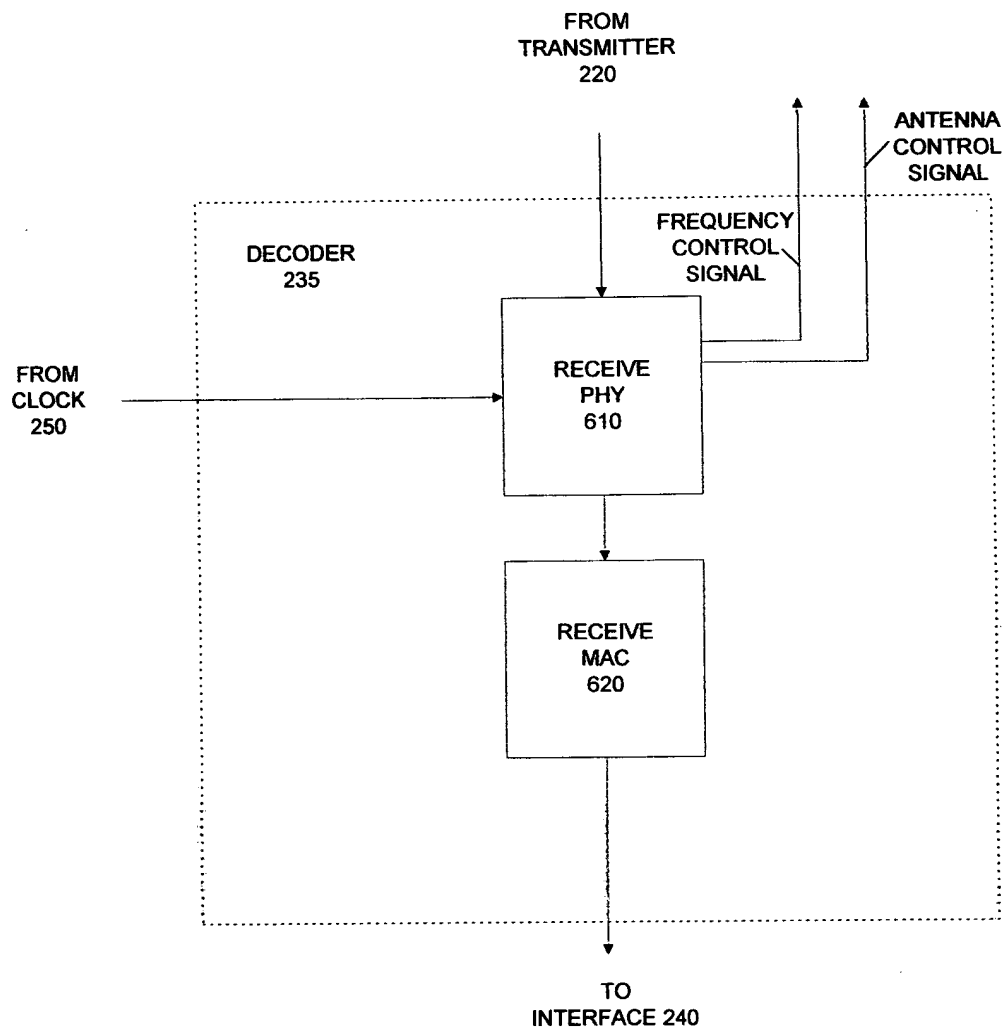 FROM
TRANSMITTER
220
ANTENNA
CONTROL
SIGNAL
FREQUENCY
CONTROL
SIGNAL
DECODER
235
FROM
CLOCK
250
RECEIVE
PHY
610
RECEIVE
MAC
620
TO
INTERFACE 240